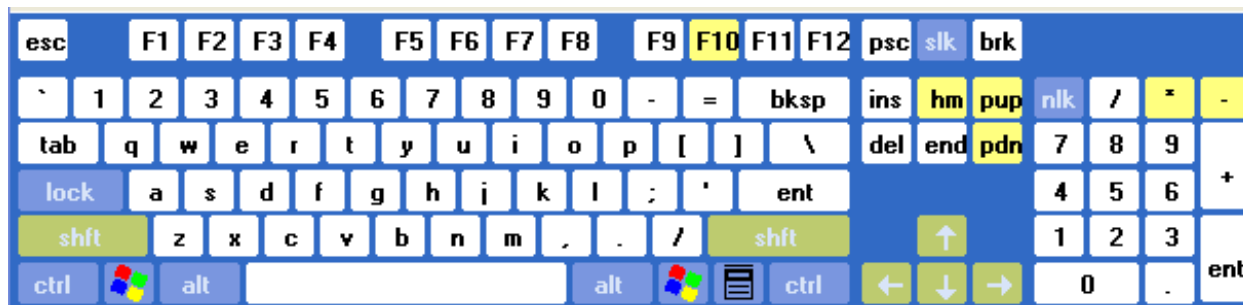 esc F1 F2 F3 F4 F5 F6 F7 F8 F9 F10 F11 F12 psc slk brk
` 1 2 3 4 5 6 7 8 9 0 - = bksp ins hm pup nlk / * -
tab q w e r t y u i o p [ ] \ del end pdn 7 8 9
lock a s d f g h j k l ; ' ent 4 5 6 +
shft z x c v b n m , . / shft ↑ 1 2 3
ctrl alt alt ctrl ← ↓ → 0 . ent